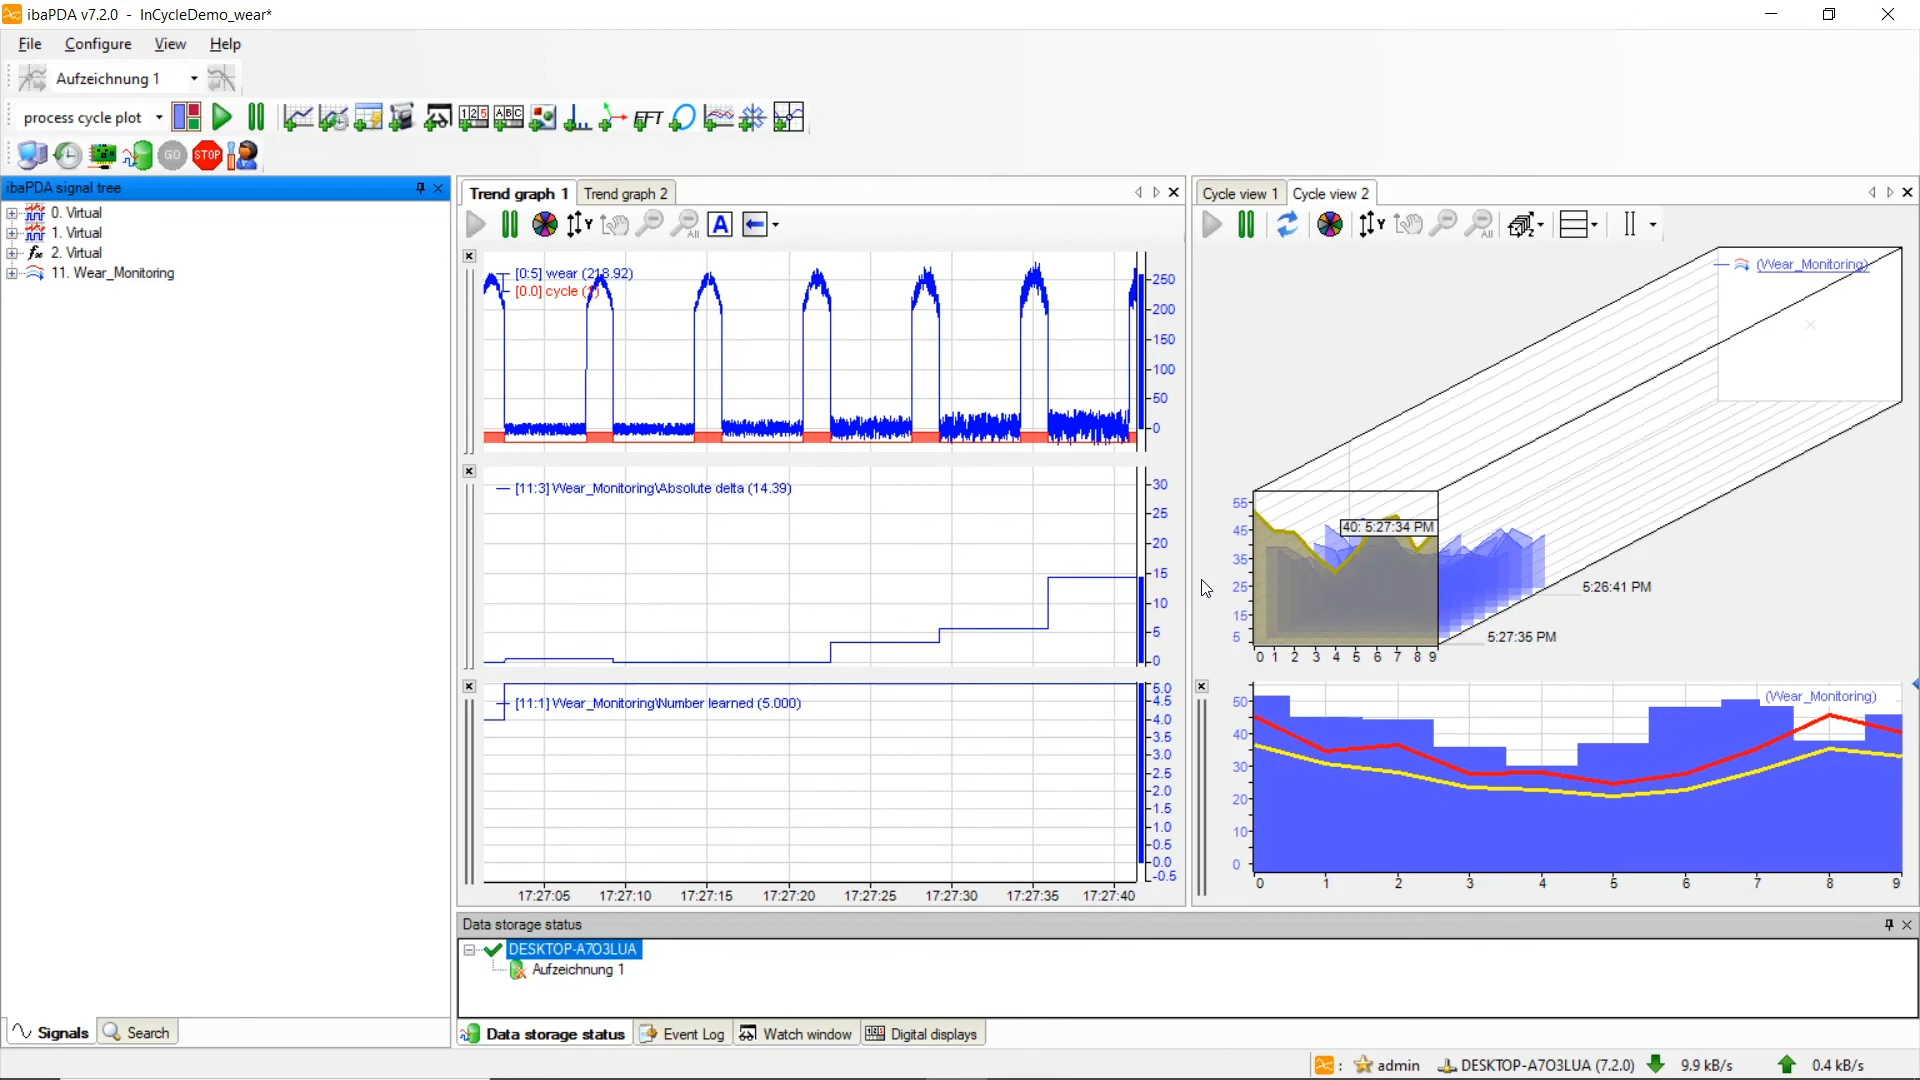 ibaPDA v7.2.0 - InCycleDemo_wear*
File Configure View Help
Aufzeichnung 1
process cycle plot
125 ABC FFT
GO STOP
ibaPDA signal tree
0. Virtual
1. Virtual
fx 2. Virtual
11. Wear_Monitoring
Signals Search
Trend graph 1 Trend graph 2
Y All A
[0:5] wear (218.92)
[0.0] cycle (1)
250
200
150
100
50
0
[11:3] Wear_Monitoring\Absolute delta (14.39)
30
25
20
15
10
5
0
[11:1] Wear_Monitoring\Number learned (5.000)
5.0
4.5
4.0
3.5
3.0
2.5
2.0
1.5
1.0
0.5
0.0
-0.5
17:27:05 17:27:10 17:27:15 17:27:20 17:27:25 17:27:30 17:27:35 17:27:40
Cycle view 1 Cycle view 2
Y All
(Wear_Monitoring)
55
45
35
25
15
5
40: 5:27:34 PM
5:26:41 PM
5:27:35 PM
0 1 2 3 4 5 6 7 8 9
(Wear_Monitoring)
50
40
30
20
10
0
0 1 2 3 4 5 6 7 8 9
Data storage status
DESKTOP-A7O3LUA
Aufzeichnung 1
Data storage status Event Log Watch window Digital displays
: admin DESKTOP-A7O3LUA (7.2.0) 9.9 kB/s 0.4 kB/s